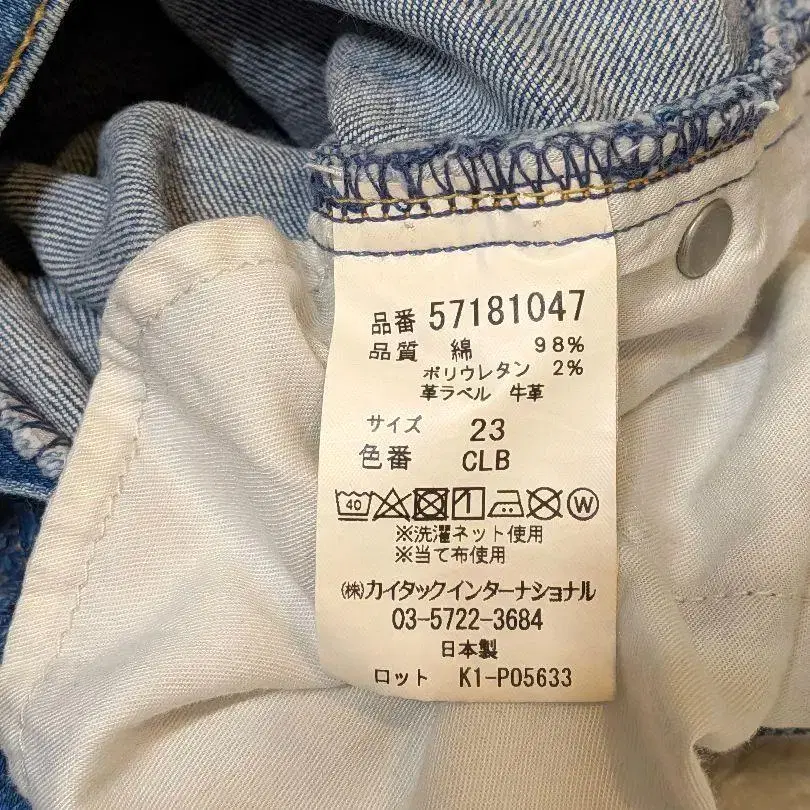 品番 57181047
品質 綿 98%
ポリウレタン 2%
革ラベル 牛革
サイズ 23
色番 CLB
40 W
※洗濯ネット使用
※当て布使用
㈱カイタックインターナショナル
03-5722-3684
日本製
ロット K1-P05633